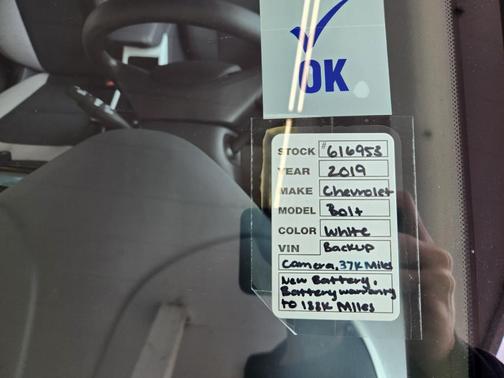 OK
STOCK # 616953
YEAR 2019
MAKE Chevrolet
MODEL Bolt
COLOR White
VIN Backup
Camera, 37K Miles
New Battery.
Battery warranty
to 138K Miles